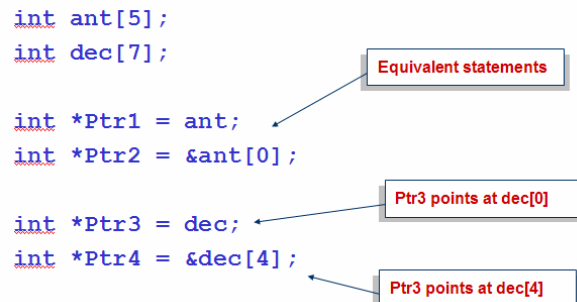 int ant[5];
int dec[7];
Equivalent statements
int *Ptr1 = ant;
int *Ptr2 = &ant[0];
Ptr3 points at dec[0]
int *Ptr3 = dec;
int *Ptr4 = &dec[4];
Ptr3 points at dec[4]